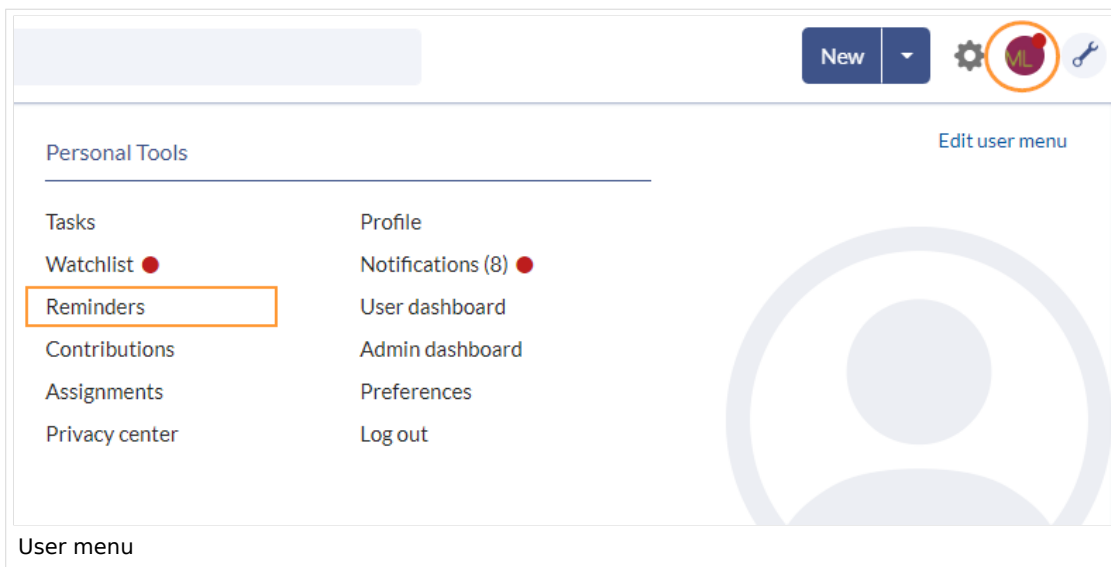 New
ML
Personal Tools
Edit user menu
Tasks
Profile
Watchlist
Notifications (8)
Reminders
User dashboard
Contributions
Admin dashboard
Assignments
Preferences
Privacy center
Log out
User menu